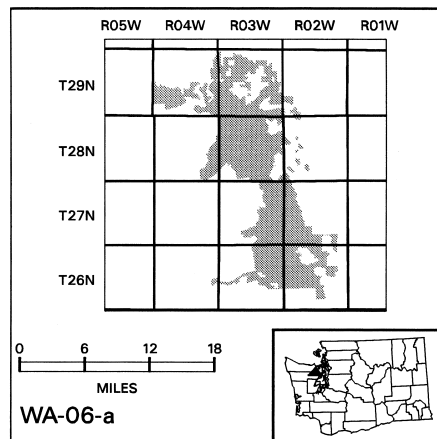 R05W R04W R03W R02W R01W
T29N
T28N
T27N
T26N
0 6 12 18
MILES
WA-06-a